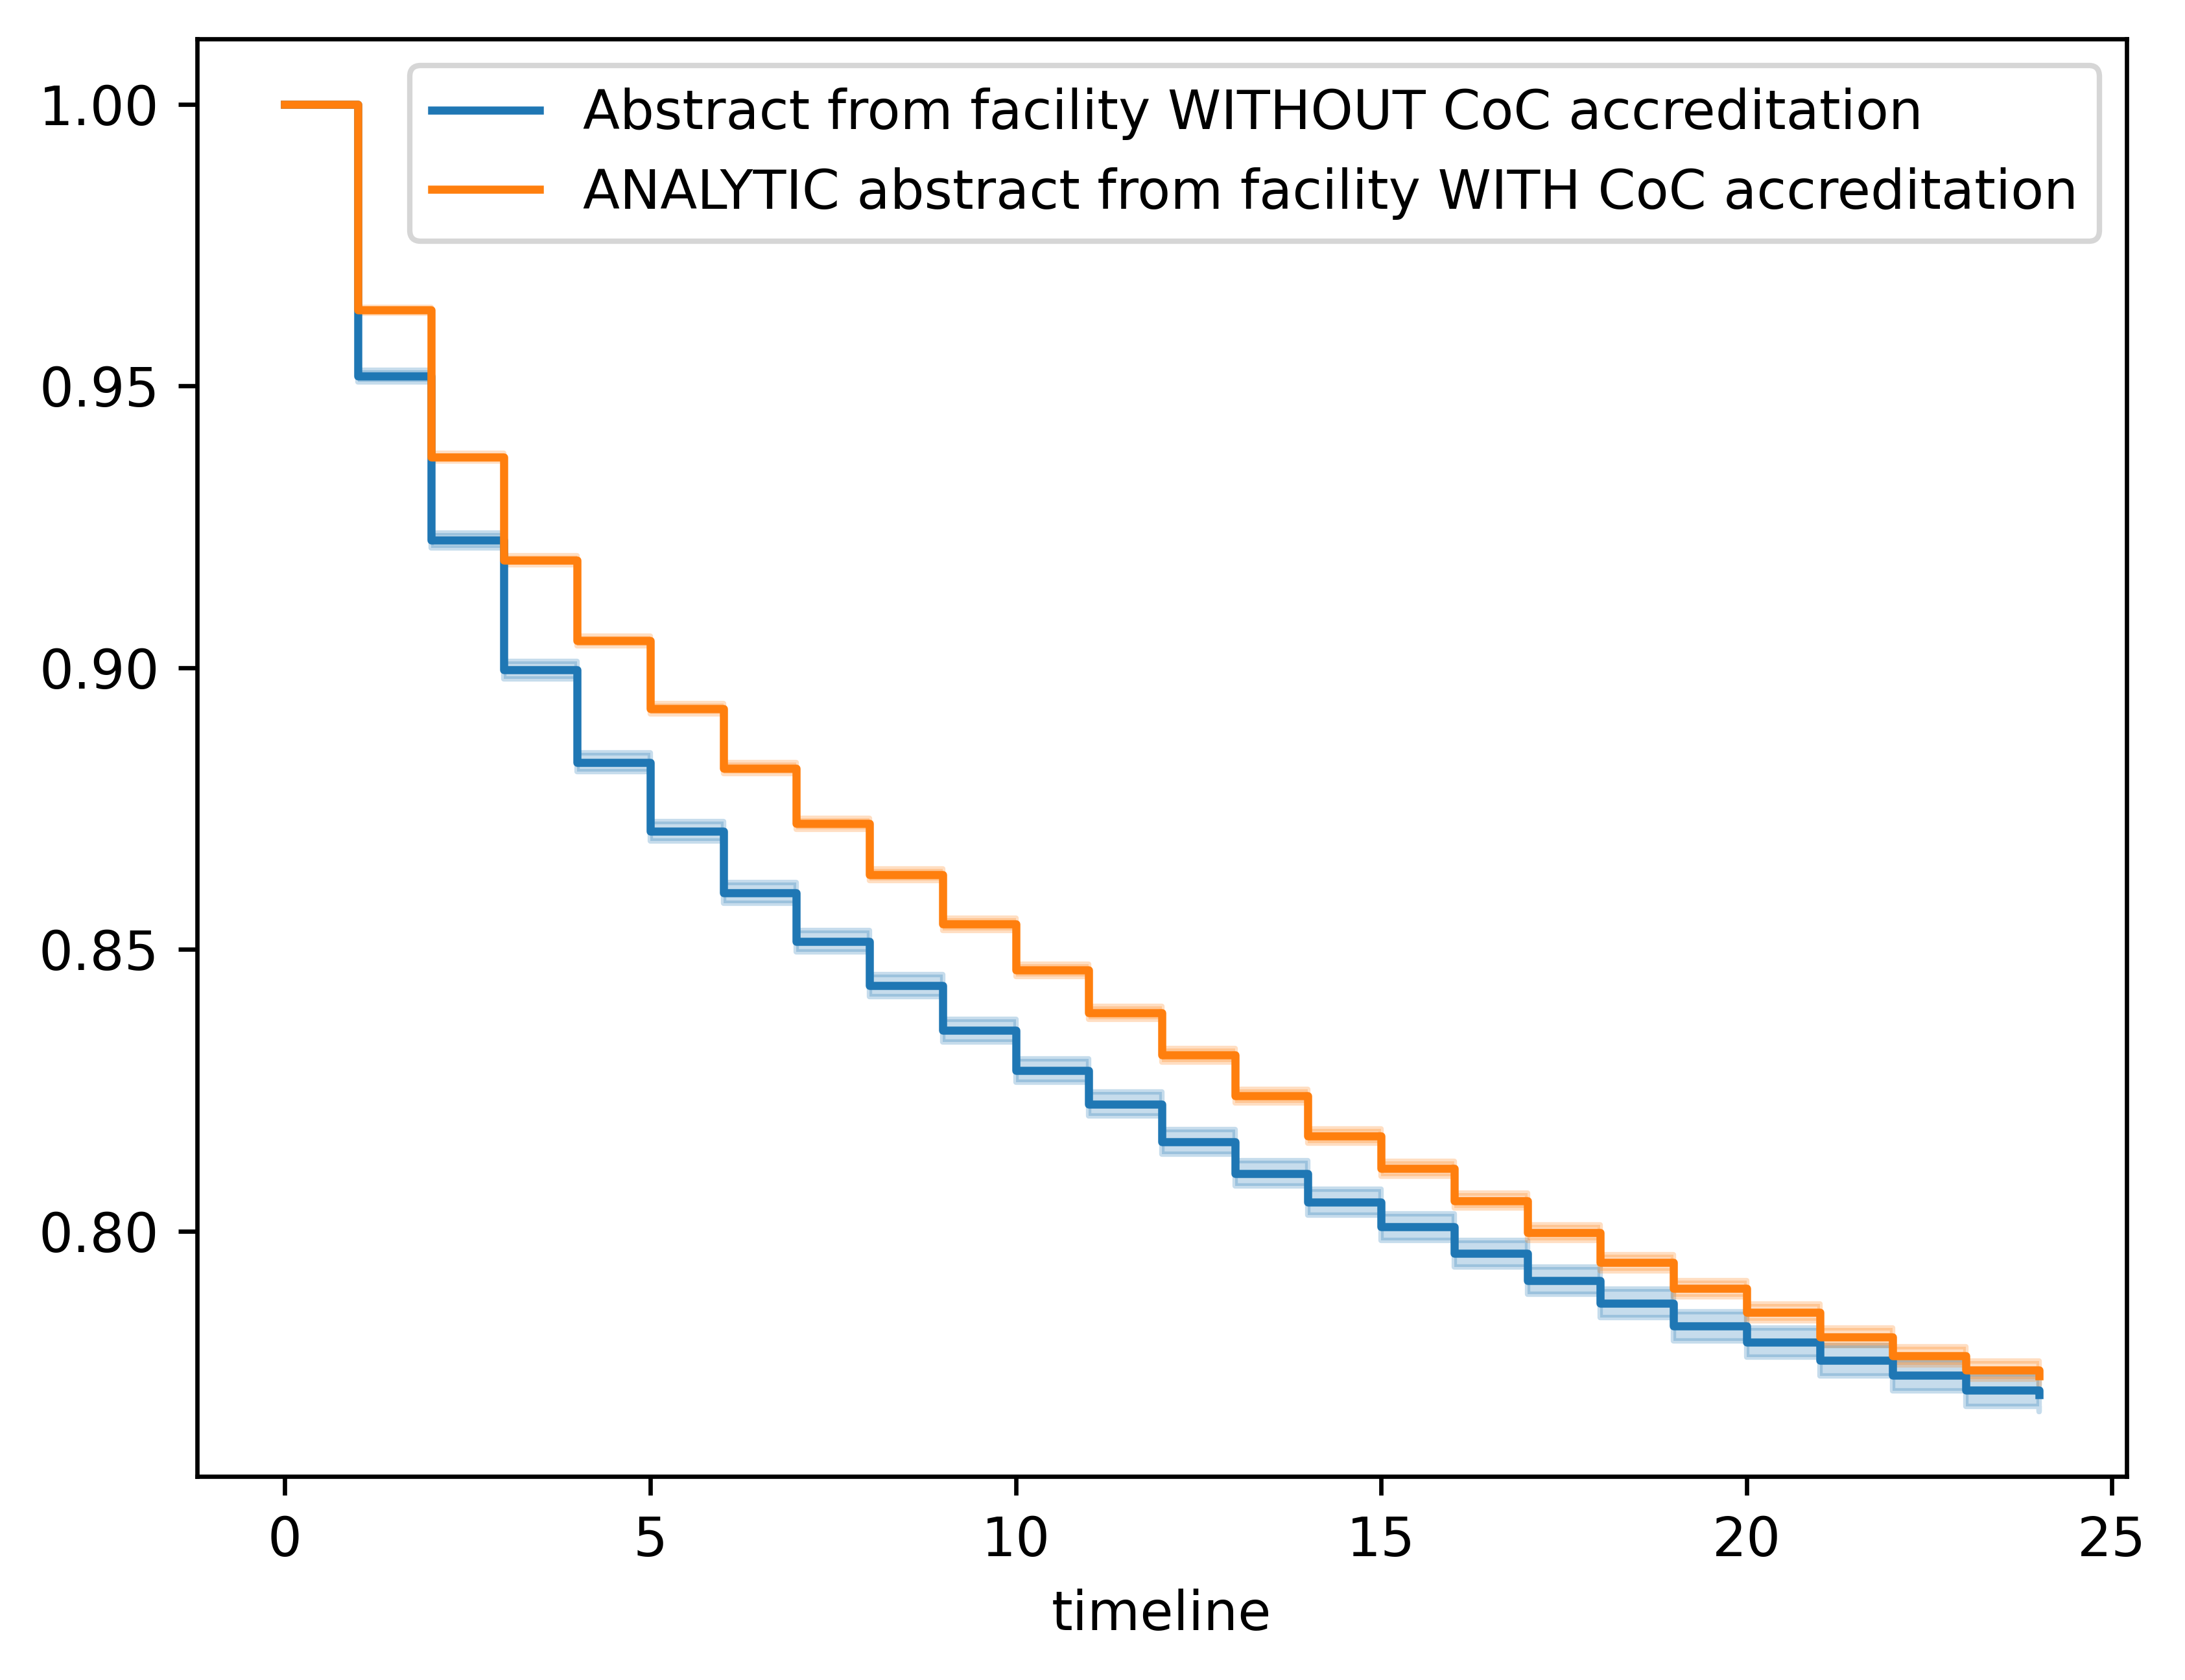 Abstract from facility WITHOUT CoC accreditation
ANALYTIC abstract from facility WITH CoC accreditation
1.00
0.95
0.90
0.85
0.80
0 5 10 15 20 25
timeline